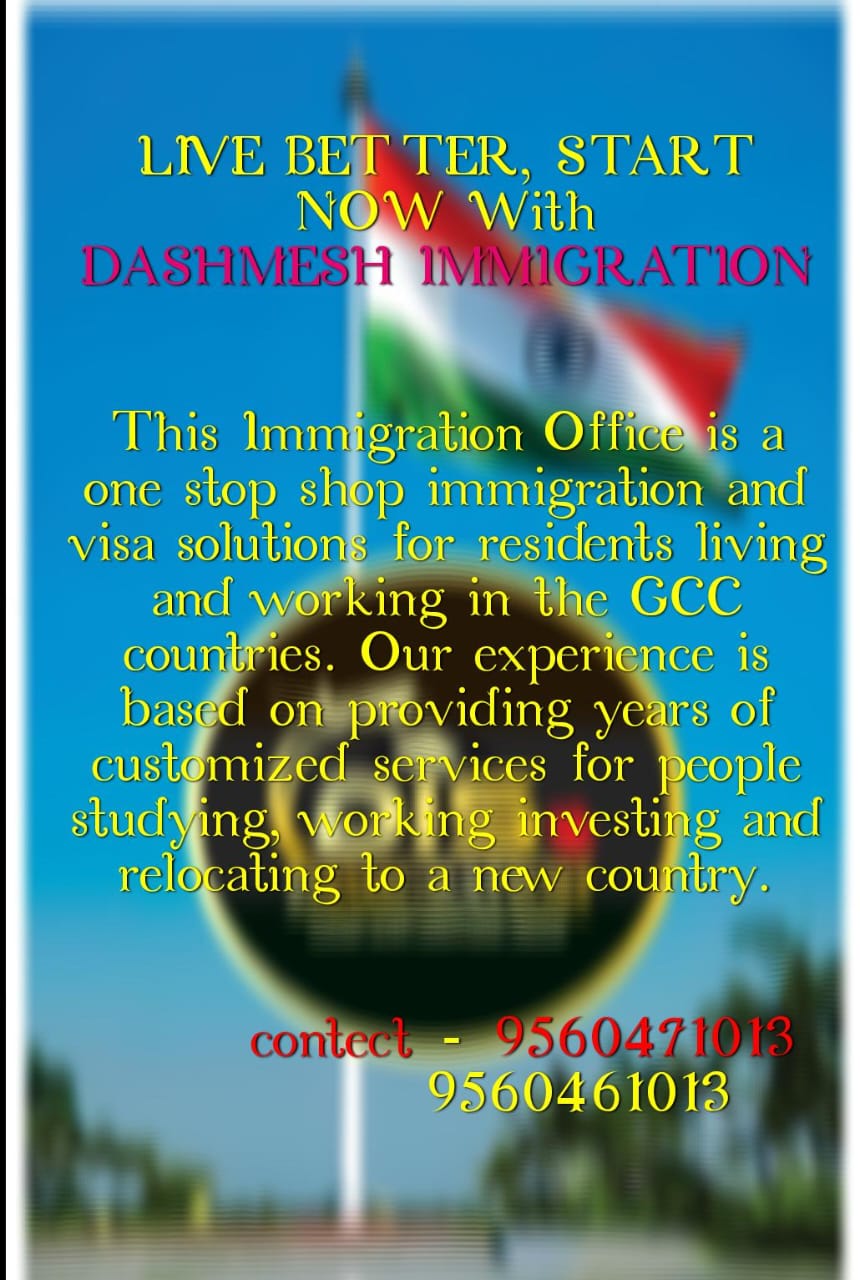 LIVE BETTER, START
NOW With
DASHMESH IMMIGRATION
This Immigration Office is a
one stop shop immigration and
visa solutions for residents living
and working in the GCC
countries. Our experience is
based on providing years of
customized services for people
studying, working investing and
relocating to a new country.
contect - 9560471013
9560461013